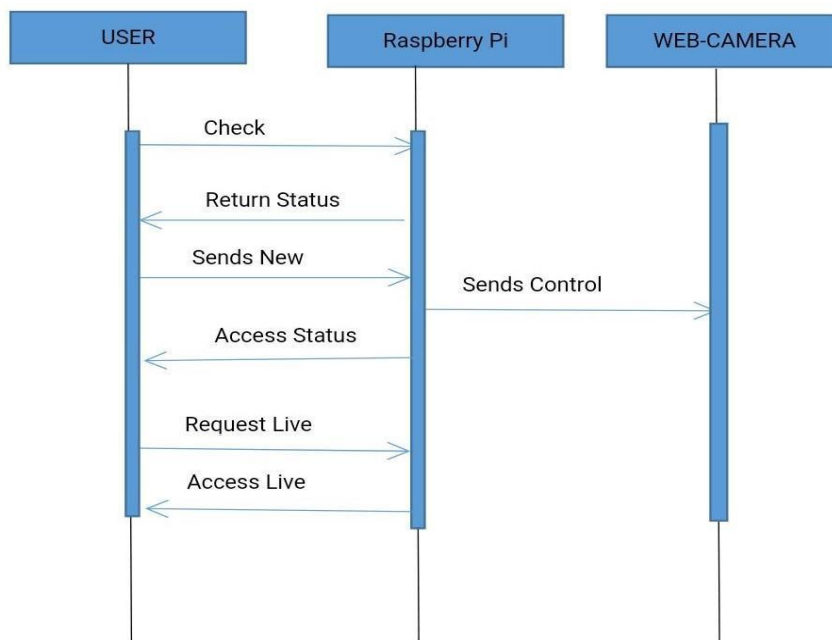 USER
Raspberry Pi
WEB-CAMERA
Check
Return Status
Sends New
Sends Control
Access Status
Request Live
Access Live